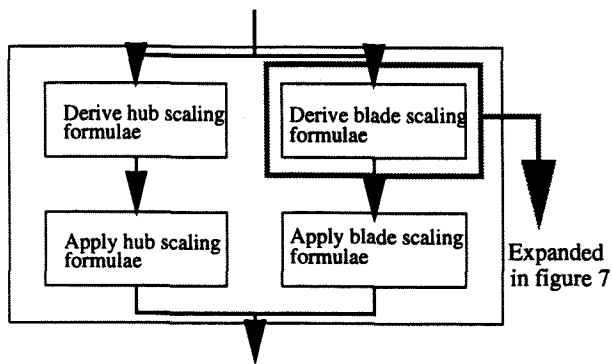 Derive hub scaling
formulae
Derive blade scaling
formulae
Apply hub scaling
formulae
Apply blade scaling
formulae
Expanded
in figure 7